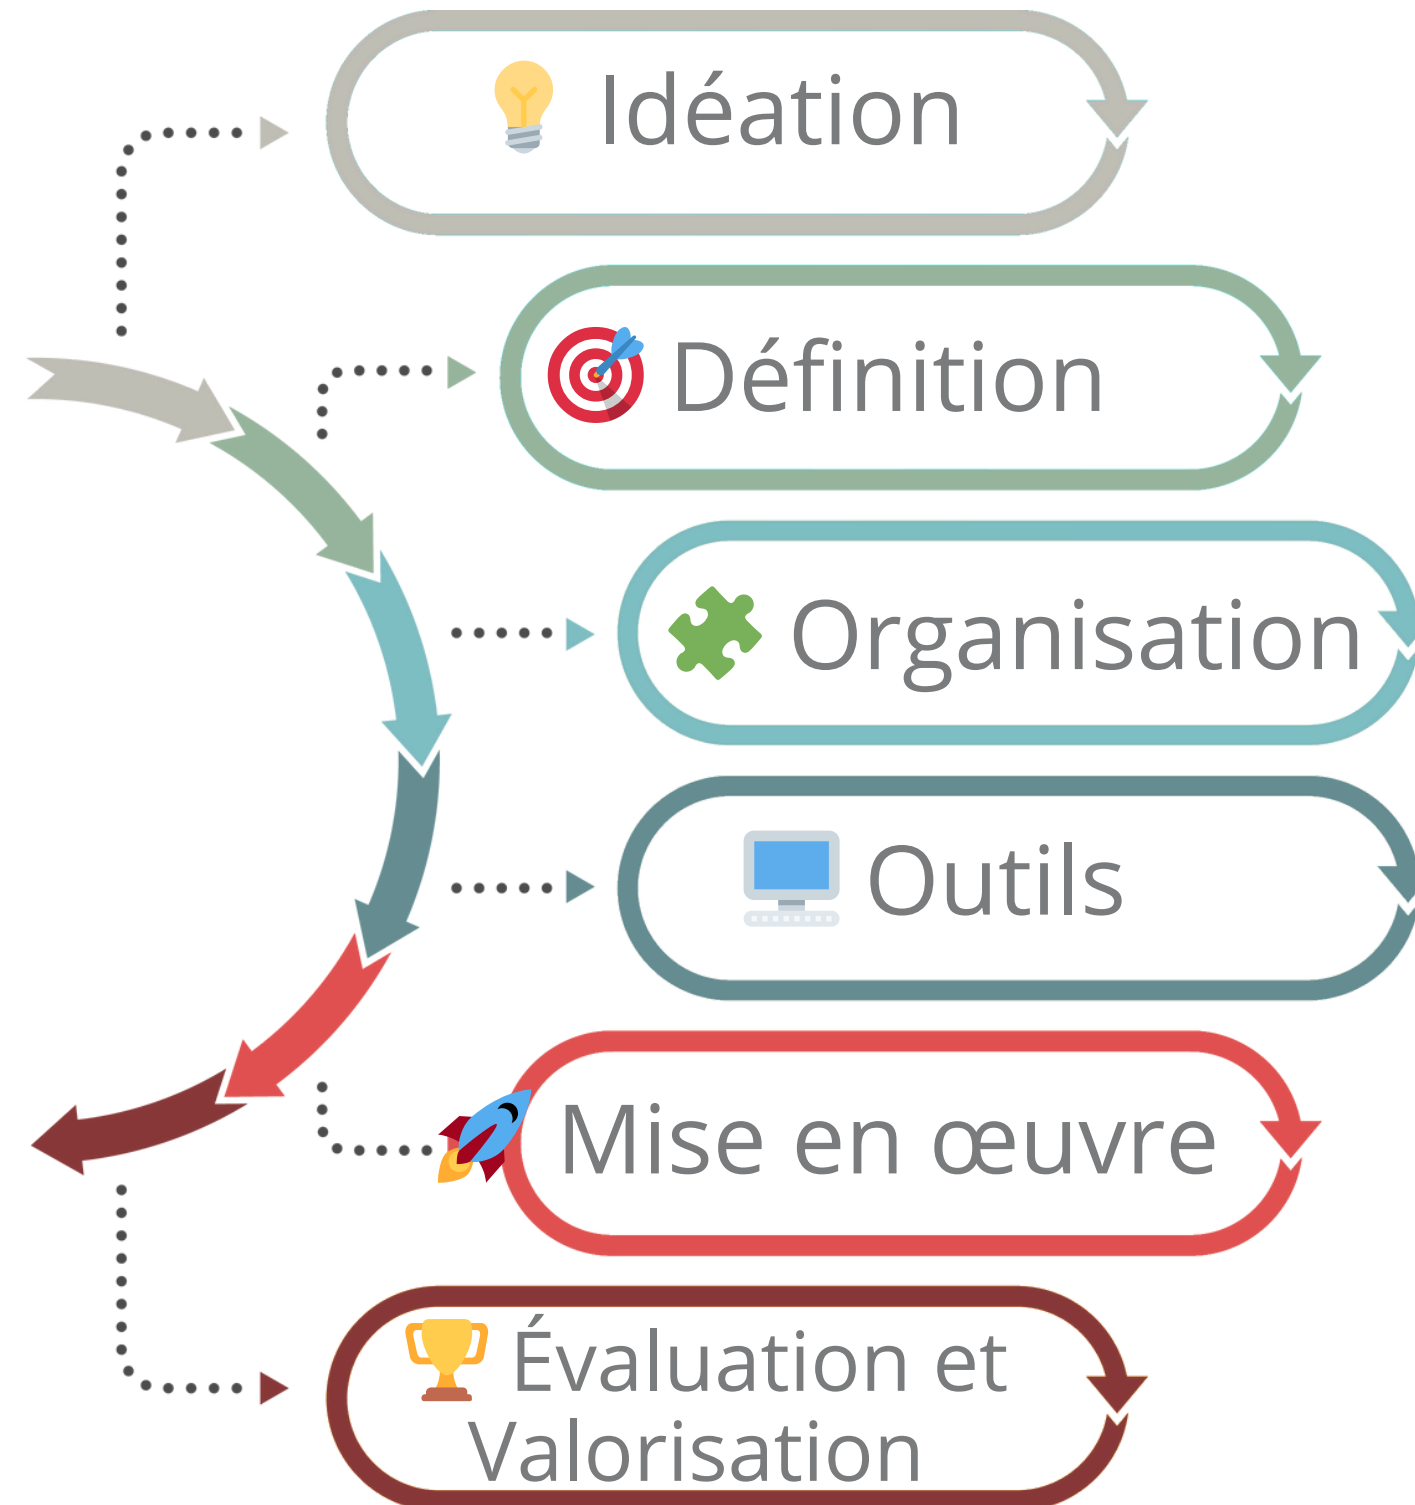 Idéation
Définition
Organisation
Outils
Mise en œuvre
Évaluation et
Valorisation